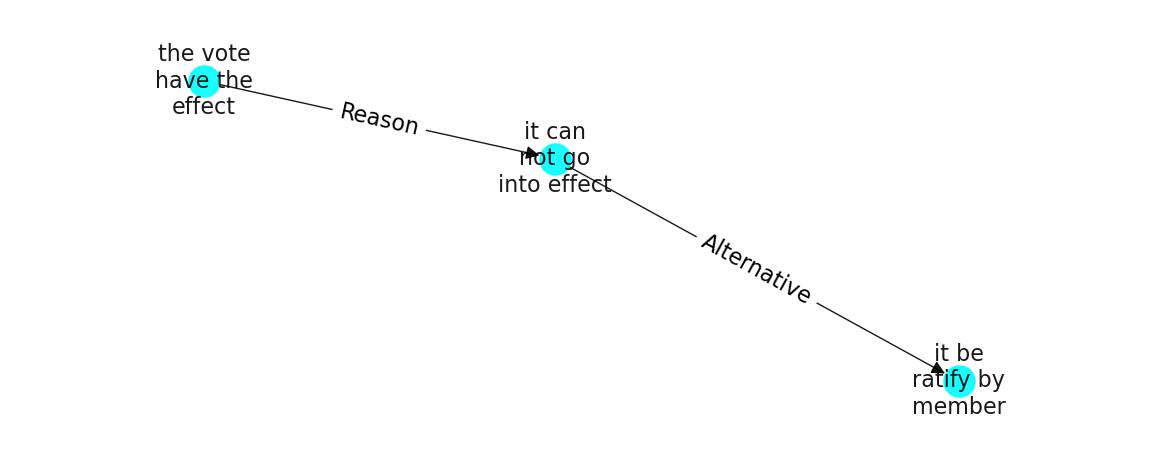 the vote
have the
effect
Reason
it can
not go
into effect
Alternative
it be
ratify by
member